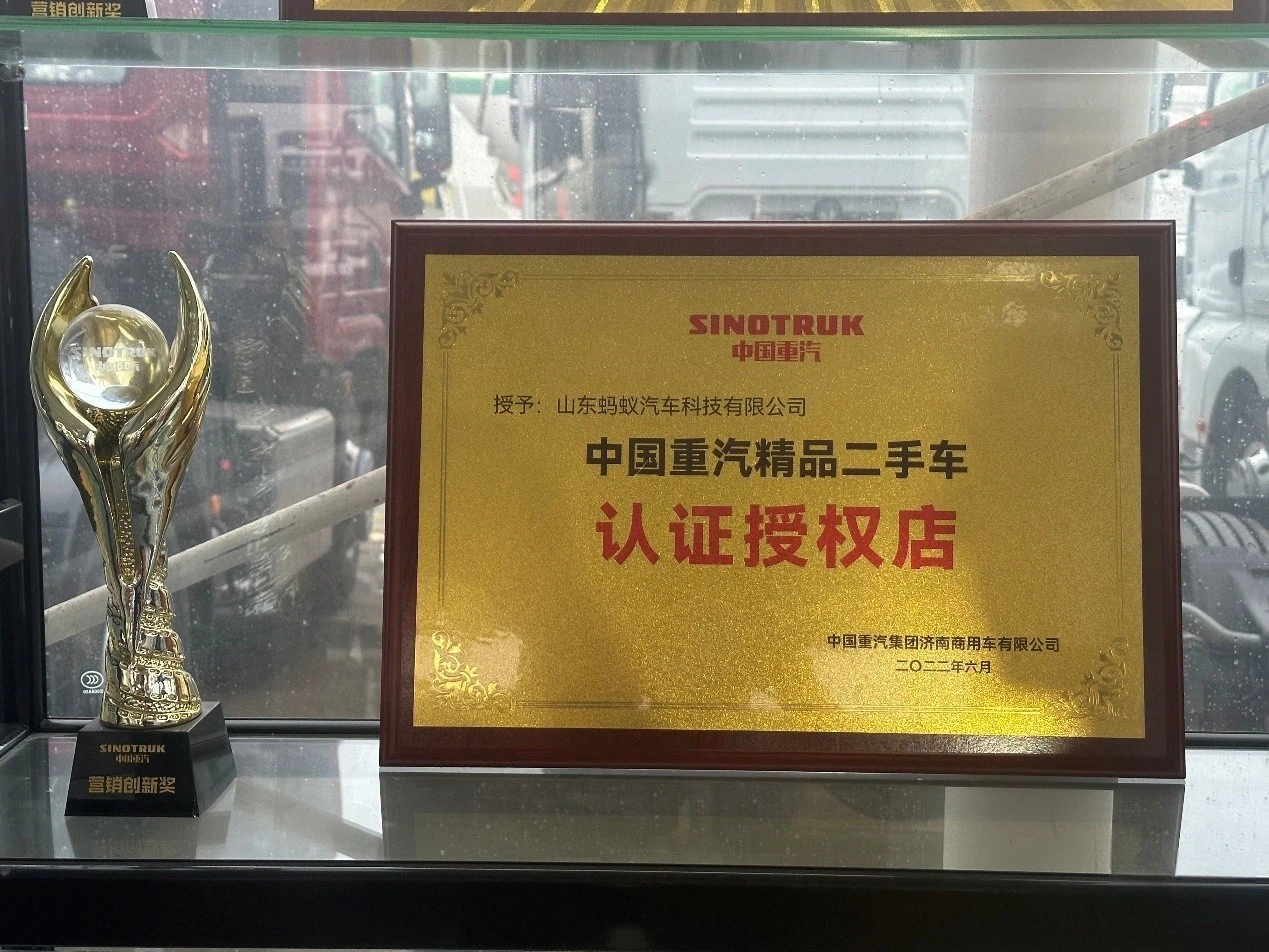 营销创新奖
SINOTRUK
中国重汽
授予：山东蚂蚁汽车科技有限公司
中国重汽精品二手车
认证授权店
中国重汽集团济南商用车有限公司
二〇二二年六月
SINOTRUK
SINOTRUK
中国重汽
营销创新奖